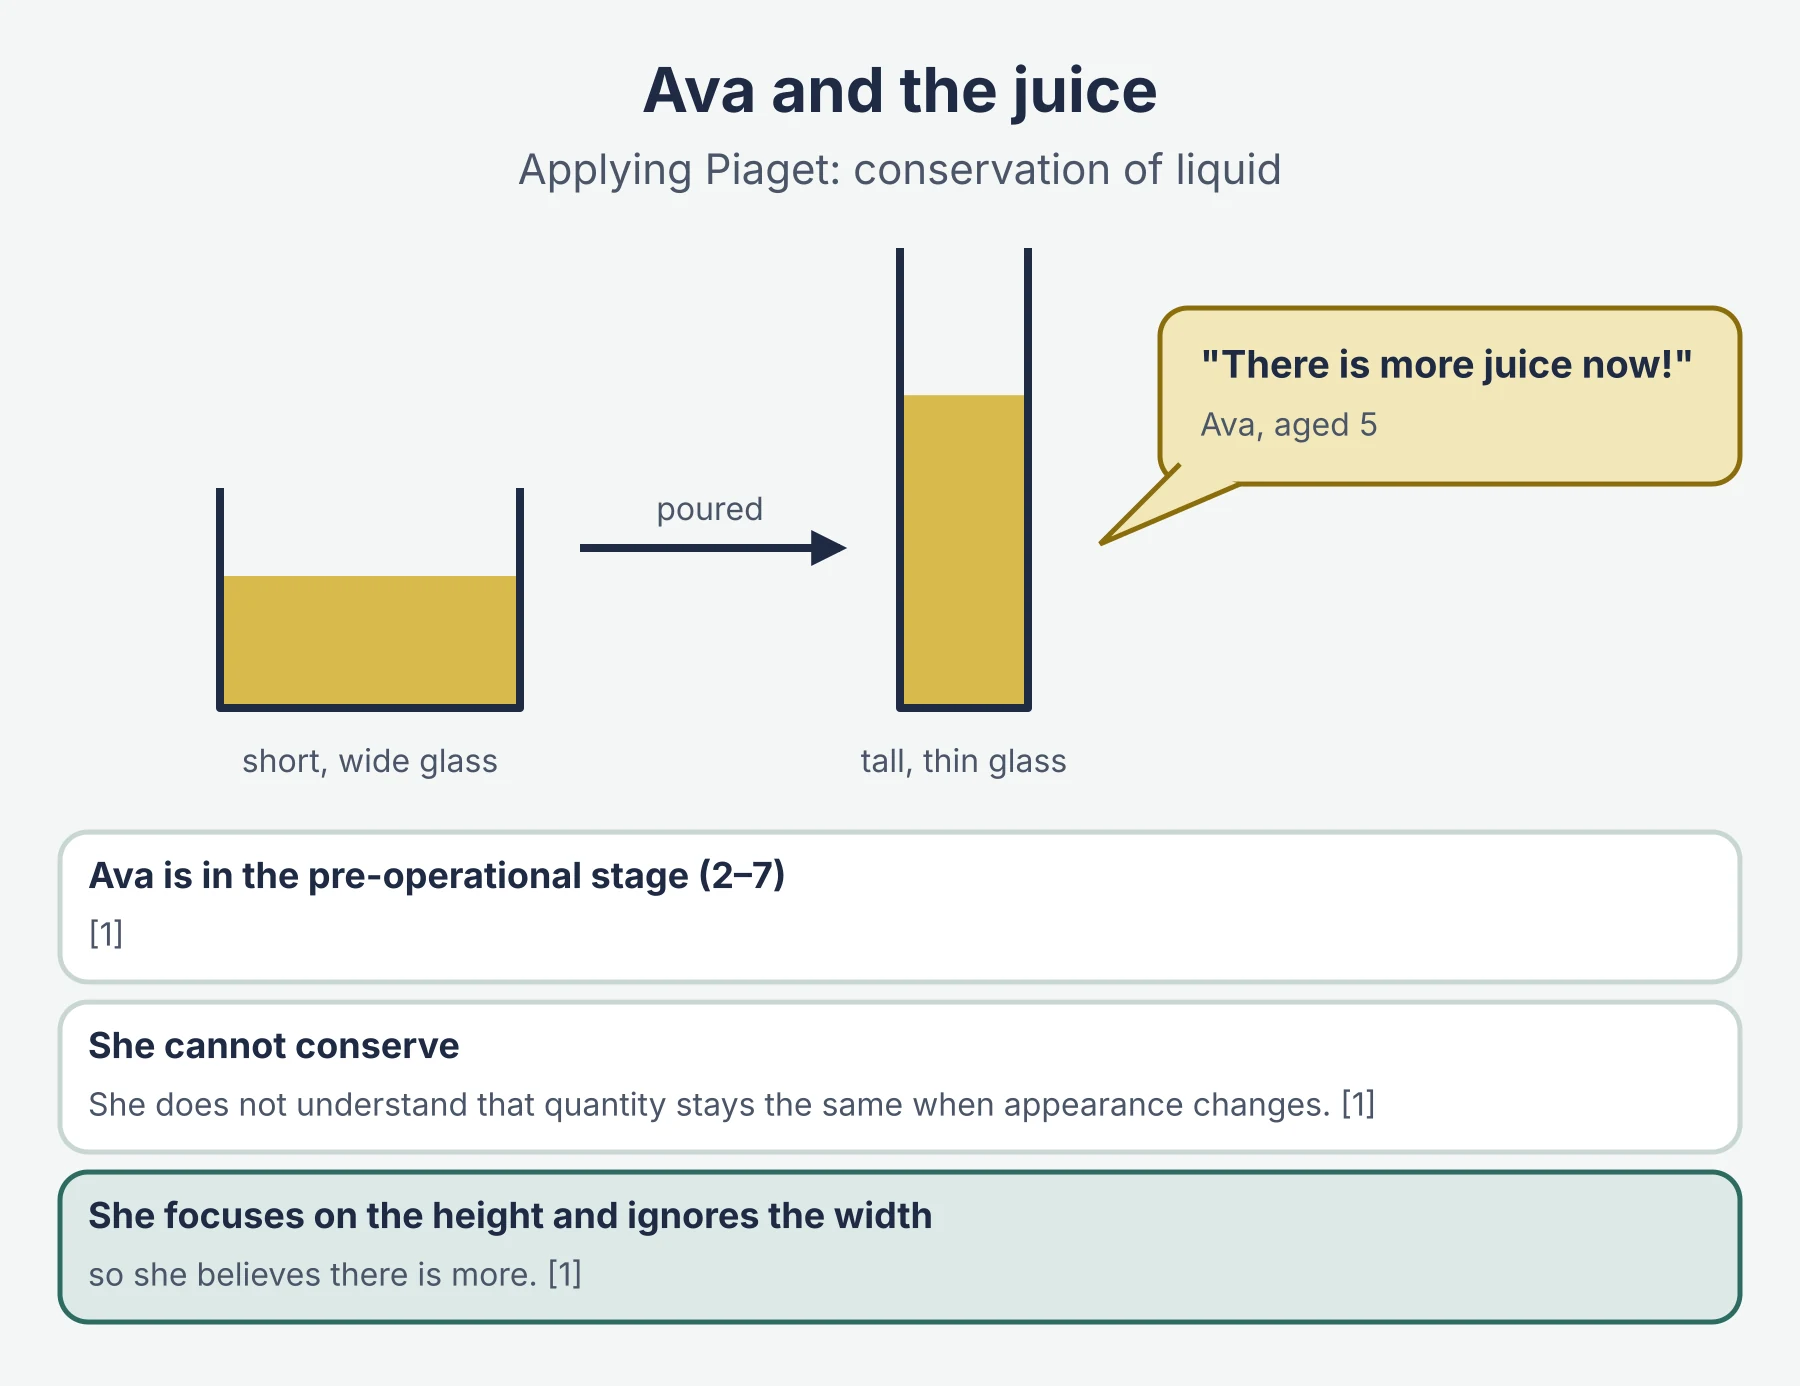 Ava and the juice
Applying Piaget: conservation of liquid
"There is more juice now!"
Ava, aged 5
poured
short, wide glass
tall, thin glass
Ava is in the pre-operational stage (2–7)
[1]
She cannot conserve
She does not understand that quantity stays the same when appearance changes. [1]
She focuses on the height and ignores the width
so she believes there is more. [1]